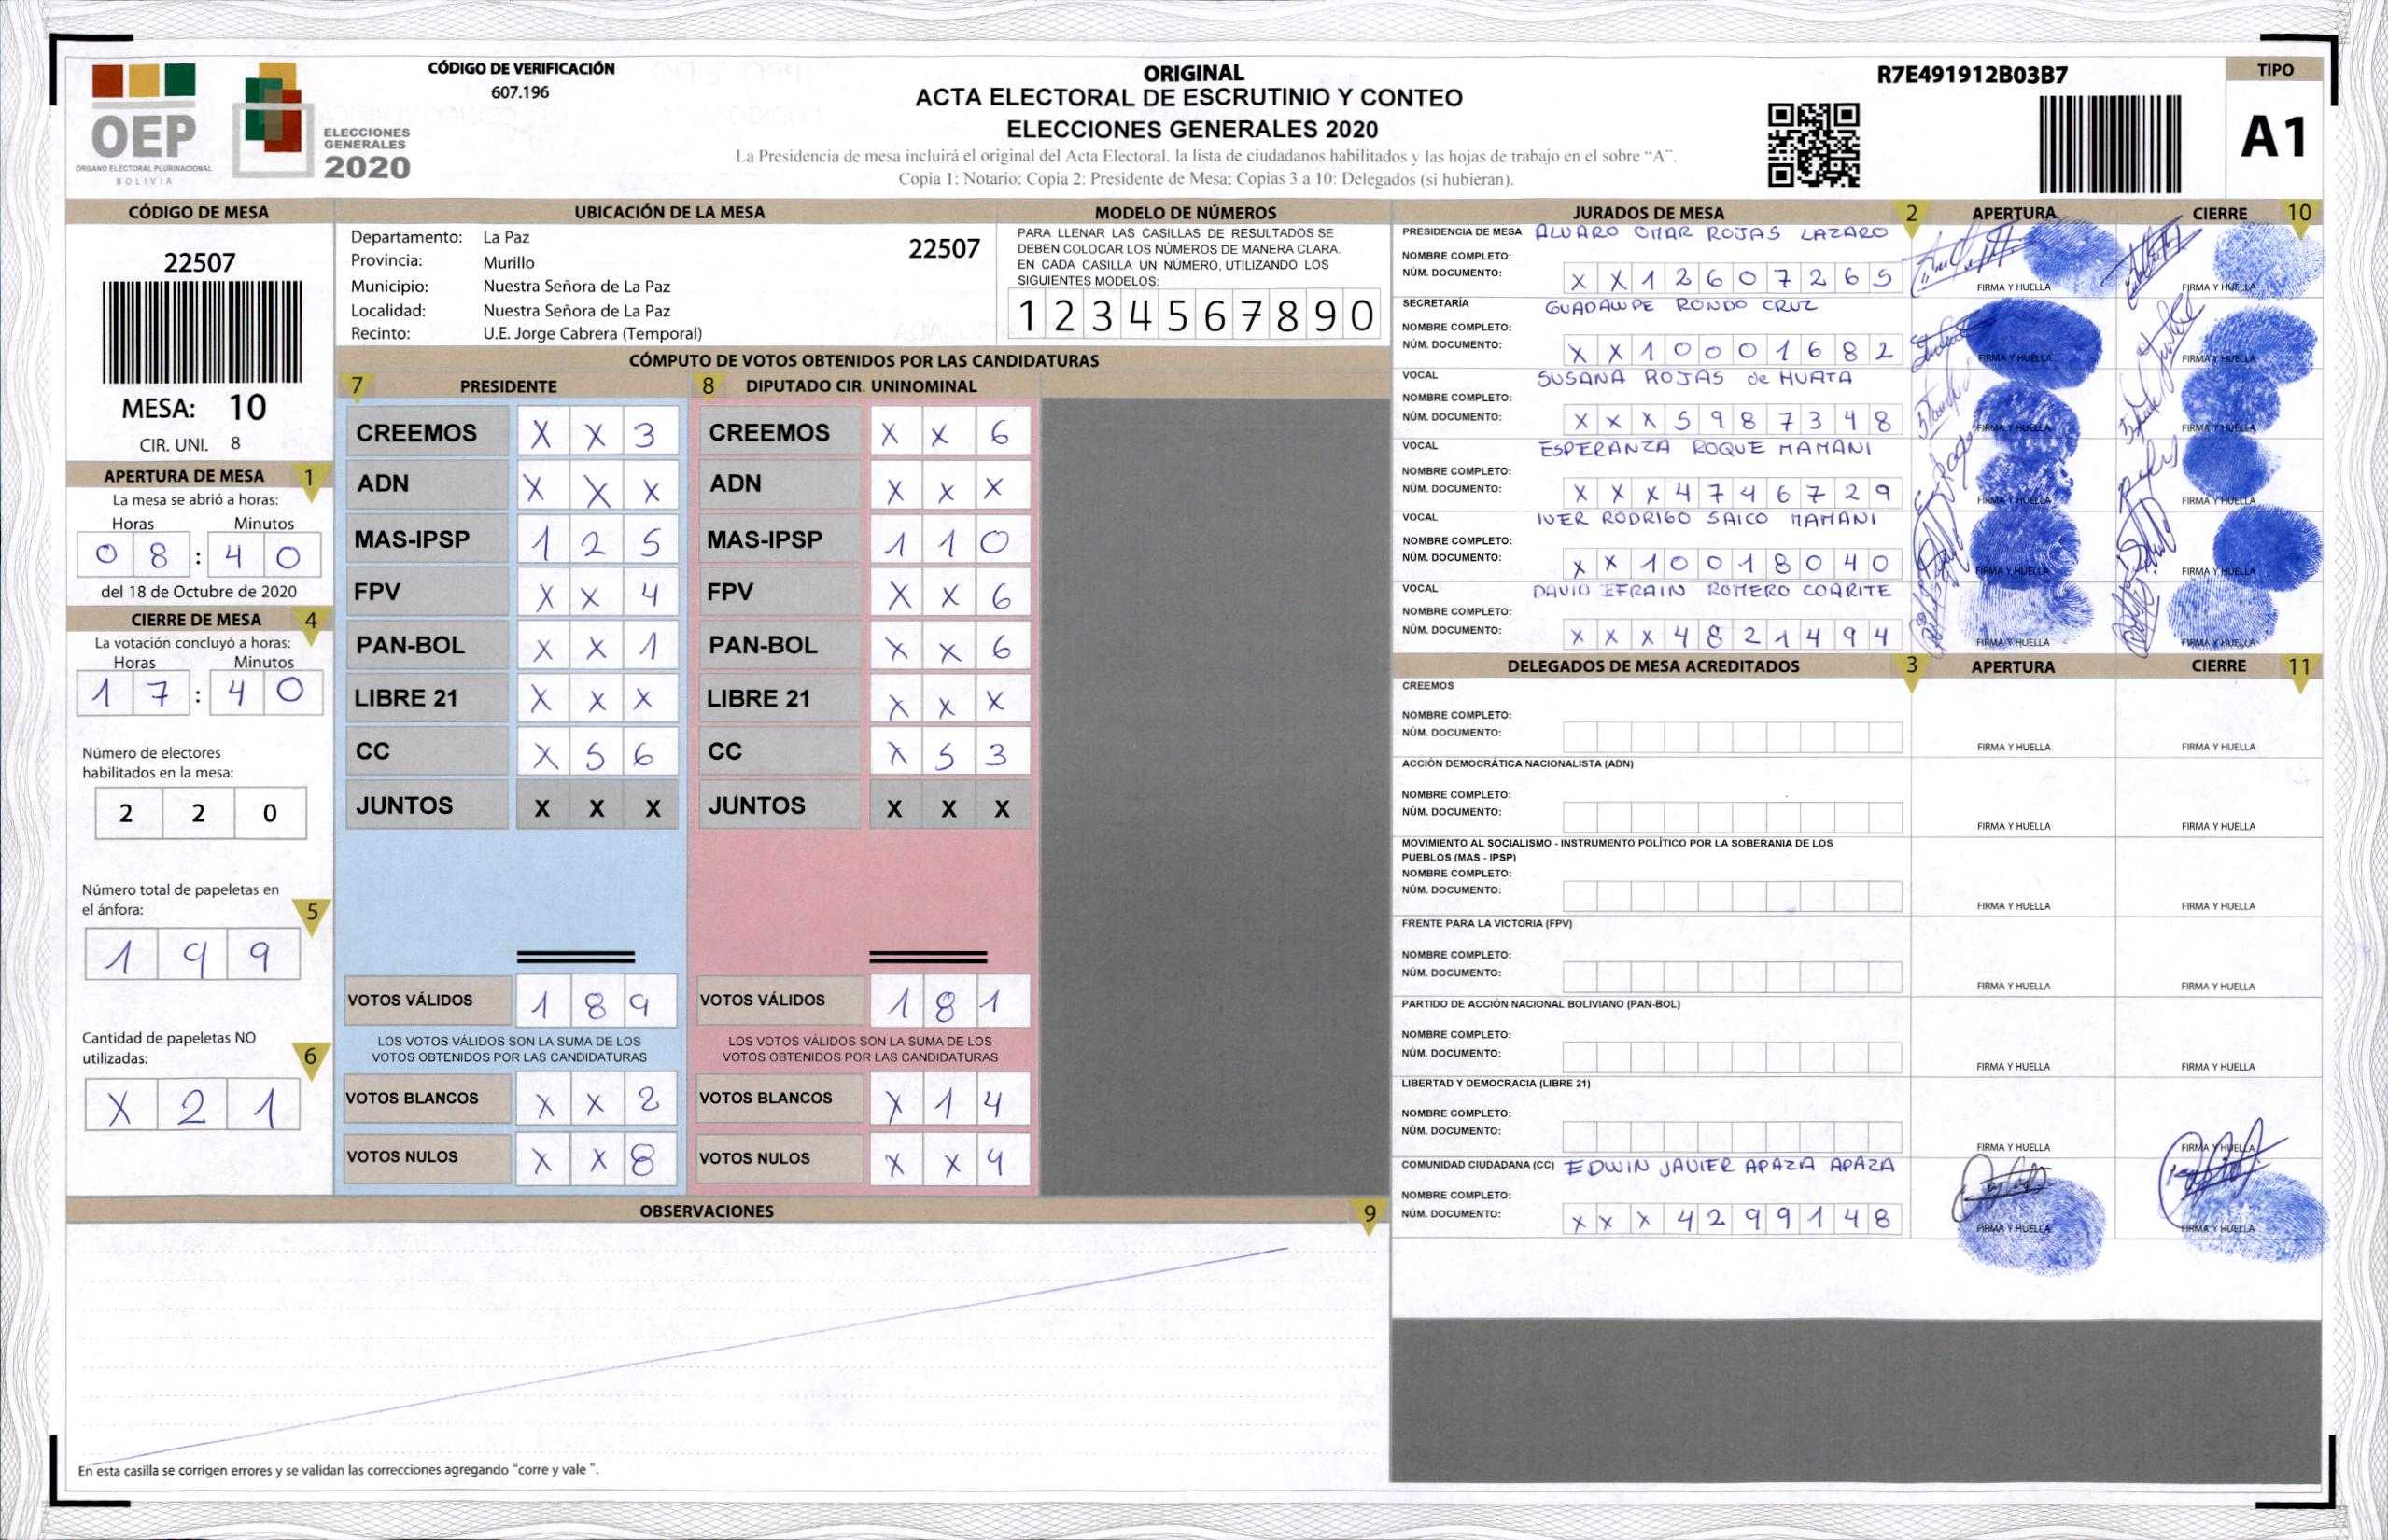 CÓDIGO DE VERIFICACIÓN
607.196
ORIGINAL
ACTA ELECTORAL DE ESCRUTINIO Y CONTEO
ELECCIONES GENERALES 2020
La Presidencia de mesa incluirá el original del Acta Electoral, la lista de ciudadanos habilitados y las hojas de trabajo en el sobre "A".
Copia 1: Notario; Copia 2: Presidente de Mesa; Copias 3 a 10: Delegados (si hubieran).
R7E491912B03B7
TIPO
A1
OEP
ÓRGANO ELECTORAL PLURINACIONAL
BOLIVIA
ELECCIONES
GENERALES
2020
CÓDIGO DE MESA
22507
MESA: 10
CIR. UNI. 8
APERTURA DE MESA 1
La mesa se abrió a horas:
Horas Minutos
0 8 : 4 0
del 18 de Octubre de 2020
CIERRE DE MESA 4
La votación concluyó a horas:
Horas Minutos
1 7 : 4 0
Número de electores
habilitados en la mesa:
2 2 0
Número total de papeletas en
el ánfora: 5
1 9 9
Cantidad de papeletas NO
utilizadas: 6
X 2 1
UBICACIÓN DE LA MESA
Departamento: La Paz 22507
Provincia: Murillo
Municipio: Nuestra Señora de La Paz
Localidad: Nuestra Señora de La Paz
Recinto: U.E. Jorge Cabrera (Temporal)
MODELO DE NÚMEROS
PARA LLENAR LAS CASILLAS DE RESULTADOS SE
DEBEN COLOCAR LOS NÚMEROS DE MANERA CLARA.
EN CADA CASILLA UN NÚMERO, UTILIZANDO LOS
SIGUIENTES MODELOS:
1 2 3 4 5 6 7 8 9 0
CÓMPUTO DE VOTOS OBTENIDOS POR LAS CANDIDATURAS
7 PRESIDENTE
CREEMOS X X 3
ADN X X X
MAS-IPSP 1 2 5
FPV X X 4
PAN-BOL X X 1
LIBRE 21 X X X
CC X 5 6
JUNTOS X X X
VOTOS VÁLIDOS 1 8 9
LOS VOTOS VÁLIDOS SON LA SUMA DE LOS
VOTOS OBTENIDOS POR LAS CANDIDATURAS
VOTOS BLANCOS X X 2
VOTOS NULOS X X 8
8 DIPUTADO CIR. UNINOMINAL
CREEMOS X X 6
ADN X X X
MAS-IPSP 1 1 0
FPV X X 6
PAN-BOL X X 6
LIBRE 21 X X X
CC X 5 3
JUNTOS X X X
VOTOS VÁLIDOS 1 8 1
LOS VOTOS VÁLIDOS SON LA SUMA DE LOS
VOTOS OBTENIDOS POR LAS CANDIDATURAS
VOTOS BLANCOS X 1 4
VOTOS NULOS X X 4
OBSERVACIONES 9
En esta casilla se corrigen errores y se validan las correcciones agregando "corre y vale ".
JURADOS DE MESA 2 APERTURA CIERRE 10
PRESIDENCIA DE MESA ALVARO OMAR ROJAS LAZARO
NOMBRE COMPLETO:
NÚM. DOCUMENTO: X X 1 2 6 0 7 2 6 5 FIRMA Y HUELLA FIRMA Y HUELLA
SECRETARÍA GUADALUPE RONDO CRUZ
NOMBRE COMPLETO:
NÚM. DOCUMENTO: X X 1 0 0 0 1 6 8 2 FIRMA Y HUELLA FIRMA Y HUELLA
VOCAL SUSANA ROJAS de HUATA
NOMBRE COMPLETO:
NÚM. DOCUMENTO: X X X 5 9 8 7 3 4 8 FIRMA Y HUELLA FIRMA Y HUELLA
VOCAL ESPERANZA ROQUE MAMANI
NOMBRE COMPLETO:
NÚM. DOCUMENTO: X X X 4 7 4 6 7 2 9 FIRMA Y HUELLA FIRMA Y HUELLA
VOCAL IVER RODRIGO SAICO MAMANI
NOMBRE COMPLETO:
NÚM. DOCUMENTO: X X 1 0 0 1 8 0 4 0 FIRMA Y HUELLA FIRMA Y HUELLA
VOCAL DAVID EFRAIN ROMERO COARITE
NOMBRE COMPLETO:
NÚM. DOCUMENTO: X X X 4 8 2 1 4 9 4 FIRMA Y HUELLA FIRMA Y HUELLA
DELEGADOS DE MESA ACREDITADOS 3 APERTURA CIERRE 11
CREEMOS
NOMBRE COMPLETO:
NÚM. DOCUMENTO: FIRMA Y HUELLA FIRMA Y HUELLA
ACCIÓN DEMOCRÁTICA NACIONALISTA (ADN)
NOMBRE COMPLETO:
NÚM. DOCUMENTO: FIRMA Y HUELLA FIRMA Y HUELLA
MOVIMIENTO AL SOCIALISMO - INSTRUMENTO POLÍTICO POR LA SOBERANIA DE LOS
PUEBLOS (MAS - IPSP)
NOMBRE COMPLETO:
NÚM. DOCUMENTO: FIRMA Y HUELLA FIRMA Y HUELLA
FRENTE PARA LA VICTORIA (FPV)
NOMBRE COMPLETO:
NÚM. DOCUMENTO: FIRMA Y HUELLA FIRMA Y HUELLA
PARTIDO DE ACCIÓN NACIONAL BOLIVIANO (PAN-BOL)
NOMBRE COMPLETO:
NÚM. DOCUMENTO: FIRMA Y HUELLA FIRMA Y HUELLA
LIBERTAD Y DEMOCRACIA (LIBRE 21)
NOMBRE COMPLETO:
NÚM. DOCUMENTO: FIRMA Y HUELLA FIRMA Y HUELLA
COMUNIDAD CIUDADANA (CC) EDWIN JAVIER APAZA APAZA
NOMBRE COMPLETO:
NÚM. DOCUMENTO: X X X 4 2 9 9 1 4 8 FIRMA Y HUELLA FIRMA Y HUELLA